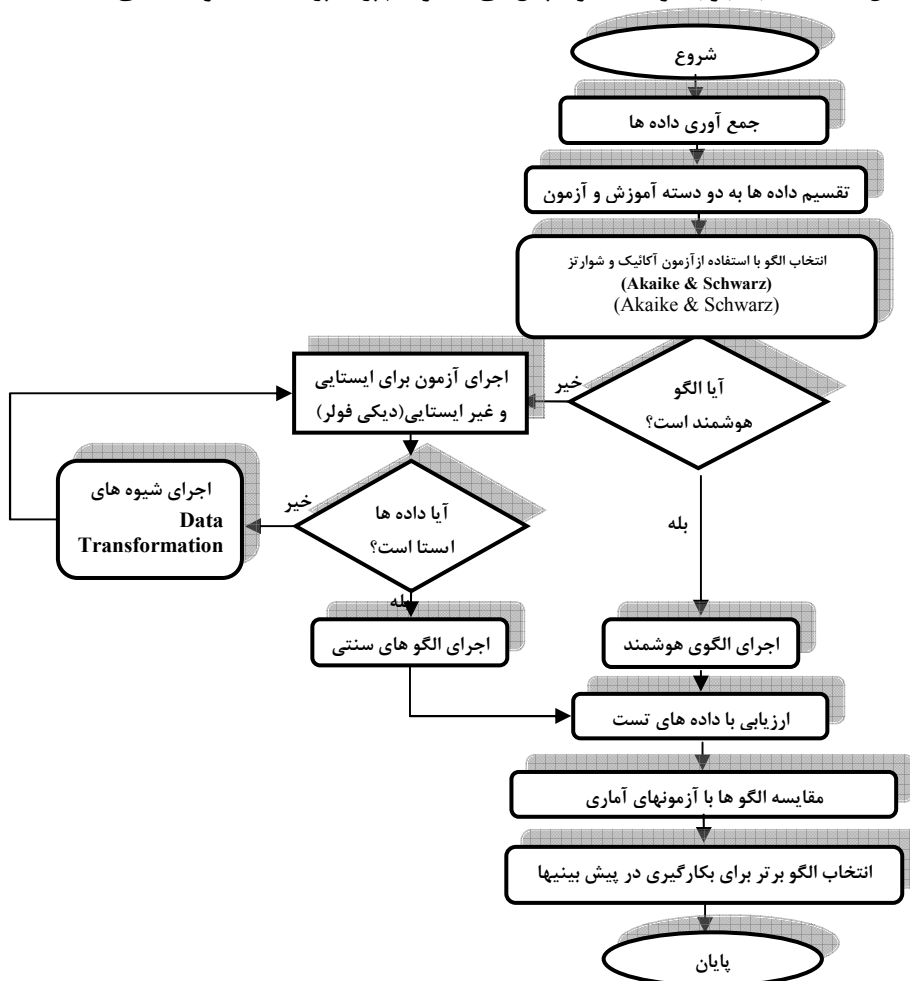 شروع
جمع آوری داده ها
تقسیم داده ها به دو دسته آموزش و آزمون
انتخاب الگو با استفاده ازآزمون آکائیک و شوارتز
(Akaike & Schwarz)
(Akaike & Schwarz)
آیا الگو
هوشمند است؟
خیر
اجرای آزمون برای ایستایی
و غیر ایستایی(دیکی فولر)
آیا داده ها
ایستا است؟
خیر
اجرای شیوه های
Data
Transformation
بله
بله
اجرای الگو های سنتی
اجرای الگوی هوشمند
ارزیابی با داده های تست
مقایسه الگو ها با آزمونهای آماری
انتخاب الگو برتر برای بکارگیری در پیش بینیها
پایان